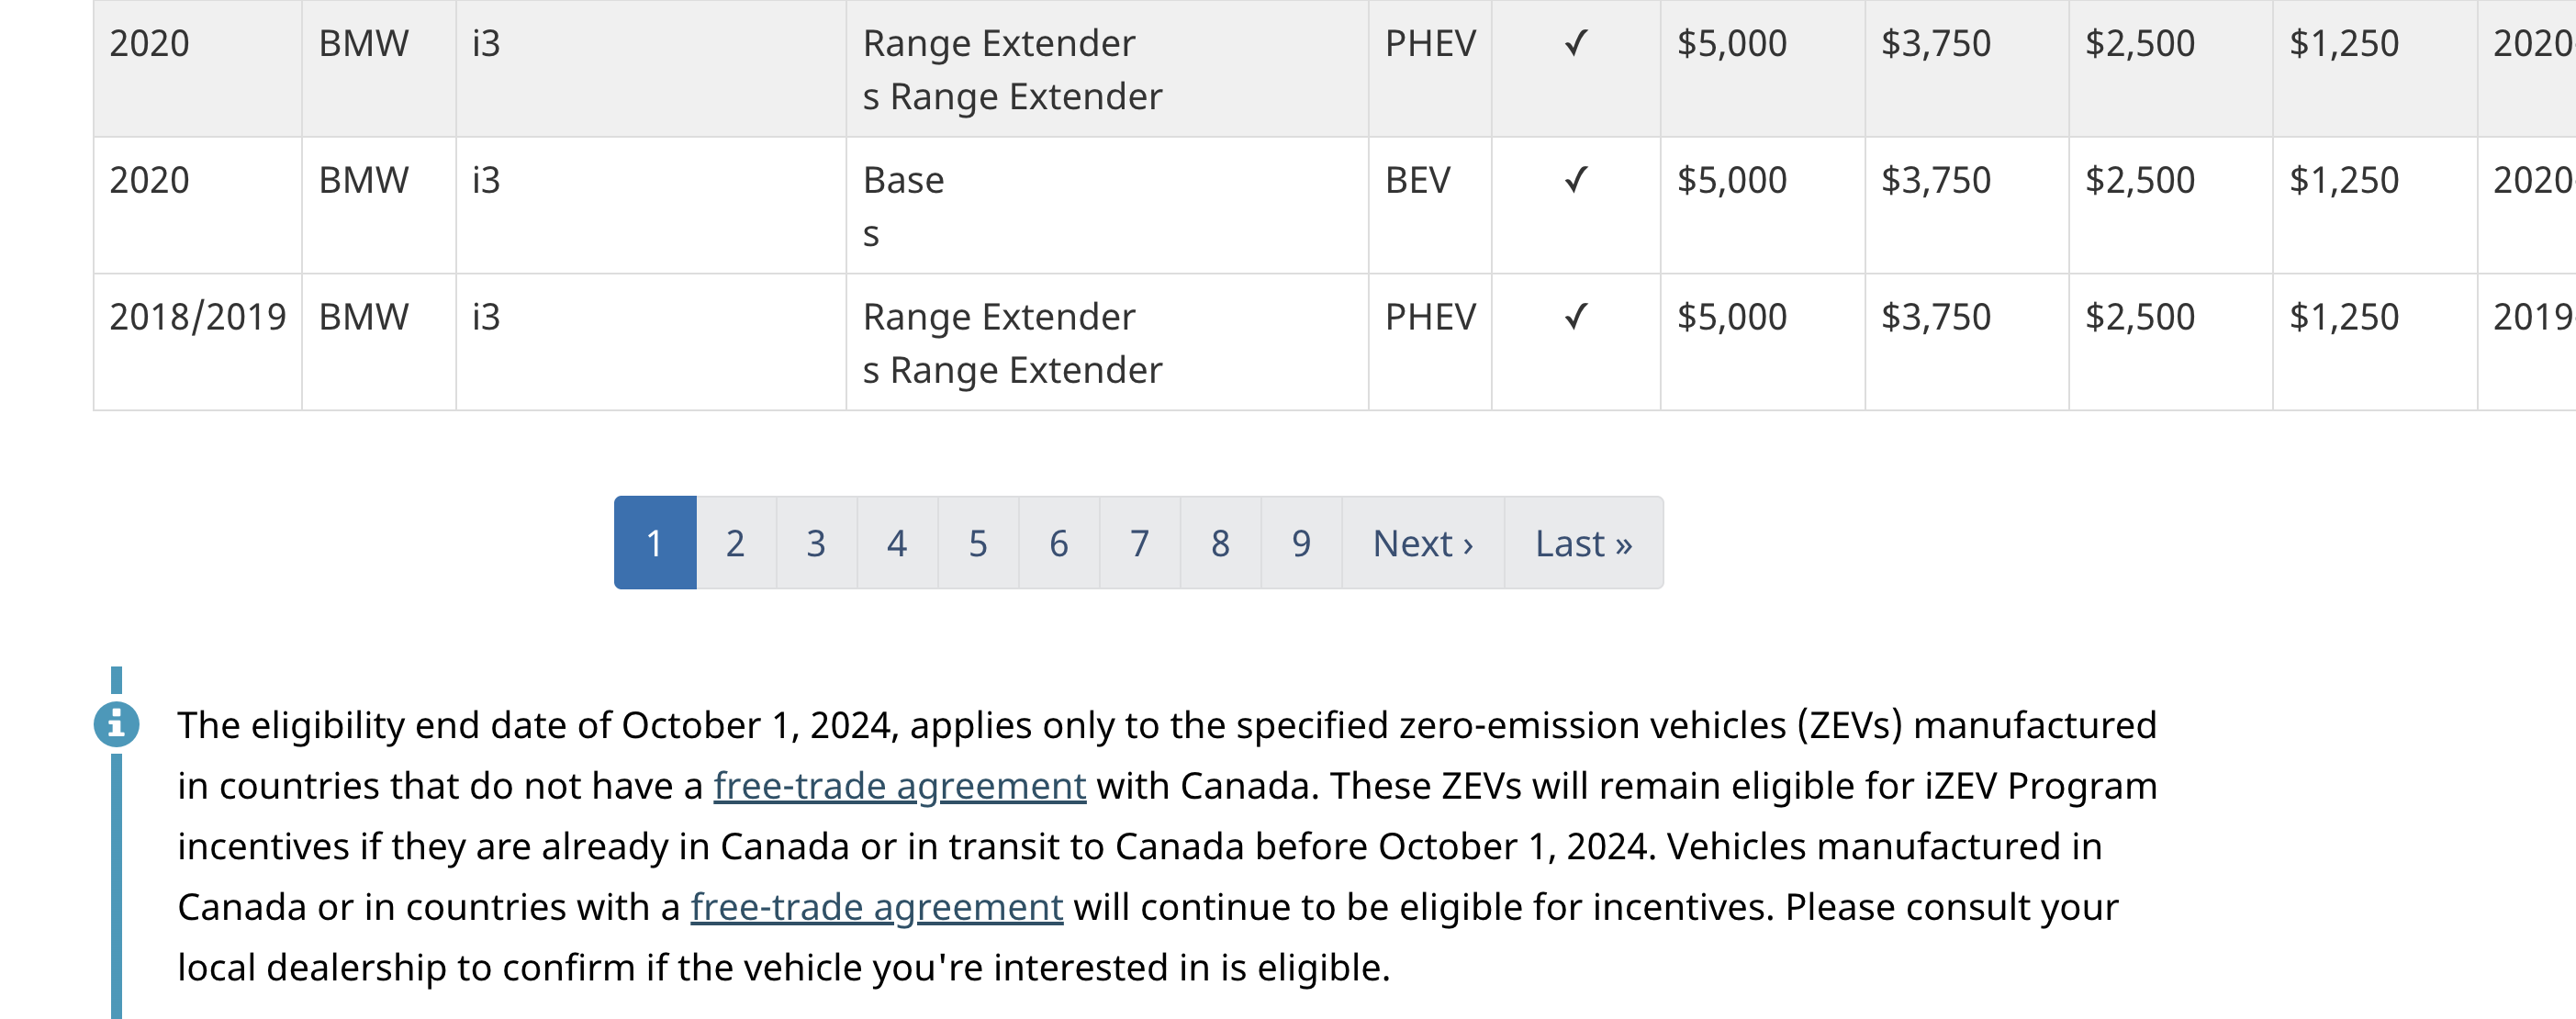 2020 BMW i3 Range Extender PHEV ✓ $5,000 $3,750 $2,500 $1,250 2020
s Range Extender
2020 BMW i3 Base BEV ✓ $5,000 $3,750 $2,500 $1,250 2020
s
2018/2019 BMW i3 Range Extender PHEV ✓ $5,000 $3,750 $2,500 $1,250 2019
s Range Extender
1 2 3 4 5 6 7 8 9 Next › Last »
The eligibility end date of October 1, 2024, applies only to the specified zero-emission vehicles (ZEVs) manufactured
in countries that do not have a free-trade agreement with Canada. These ZEVs will remain eligible for iZEV Program
incentives if they are already in Canada or in transit to Canada before October 1, 2024. Vehicles manufactured in
Canada or in countries with a free-trade agreement will continue to be eligible for incentives. Please consult your
local dealership to confirm if the vehicle you're interested in is eligible.